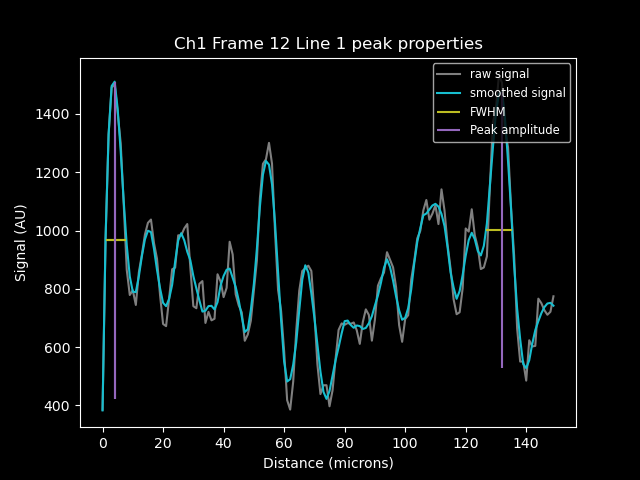 Ch1 Frame 12 Line 1 peak properties
raw signal
smoothed signal
FWHM
Peak amplitude
Signal (AU)
1400
1200
1000
800
600
400
0 20 40 60 80 100 120 140
Distance (microns)